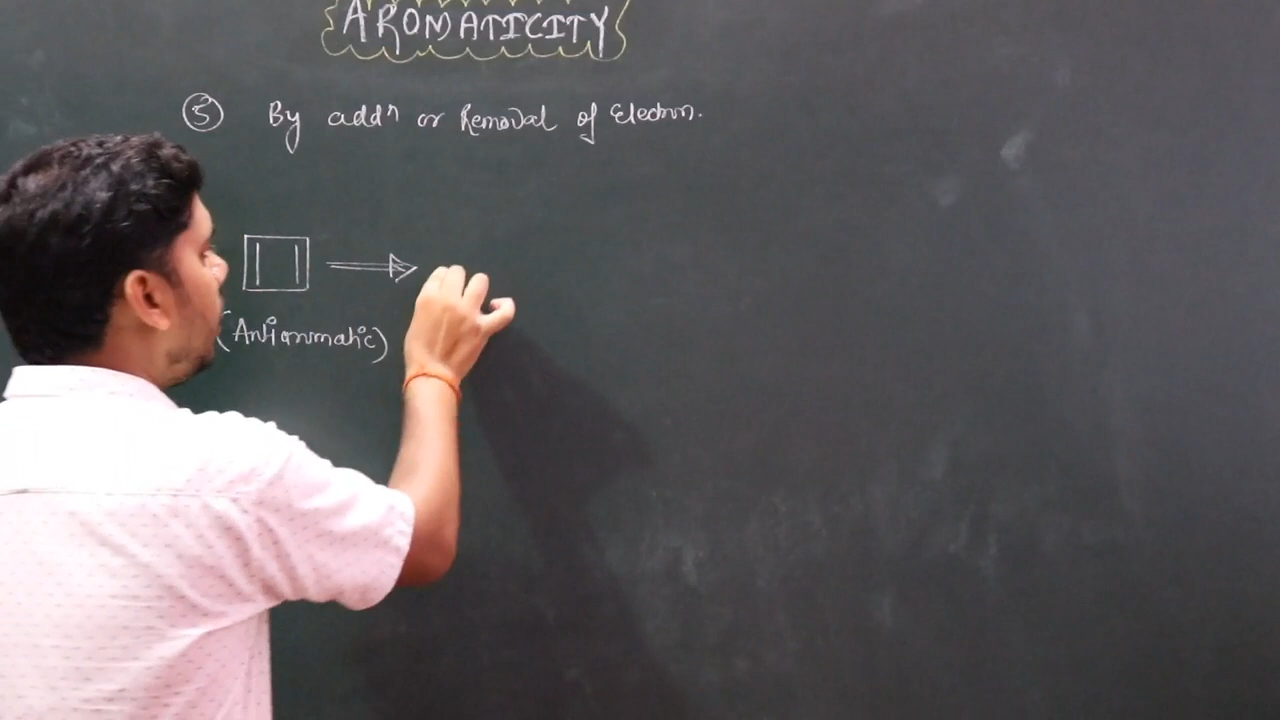 AROMATICITY
⑤ By addⁿ or Removal of Electron.
(Antiaromatic)